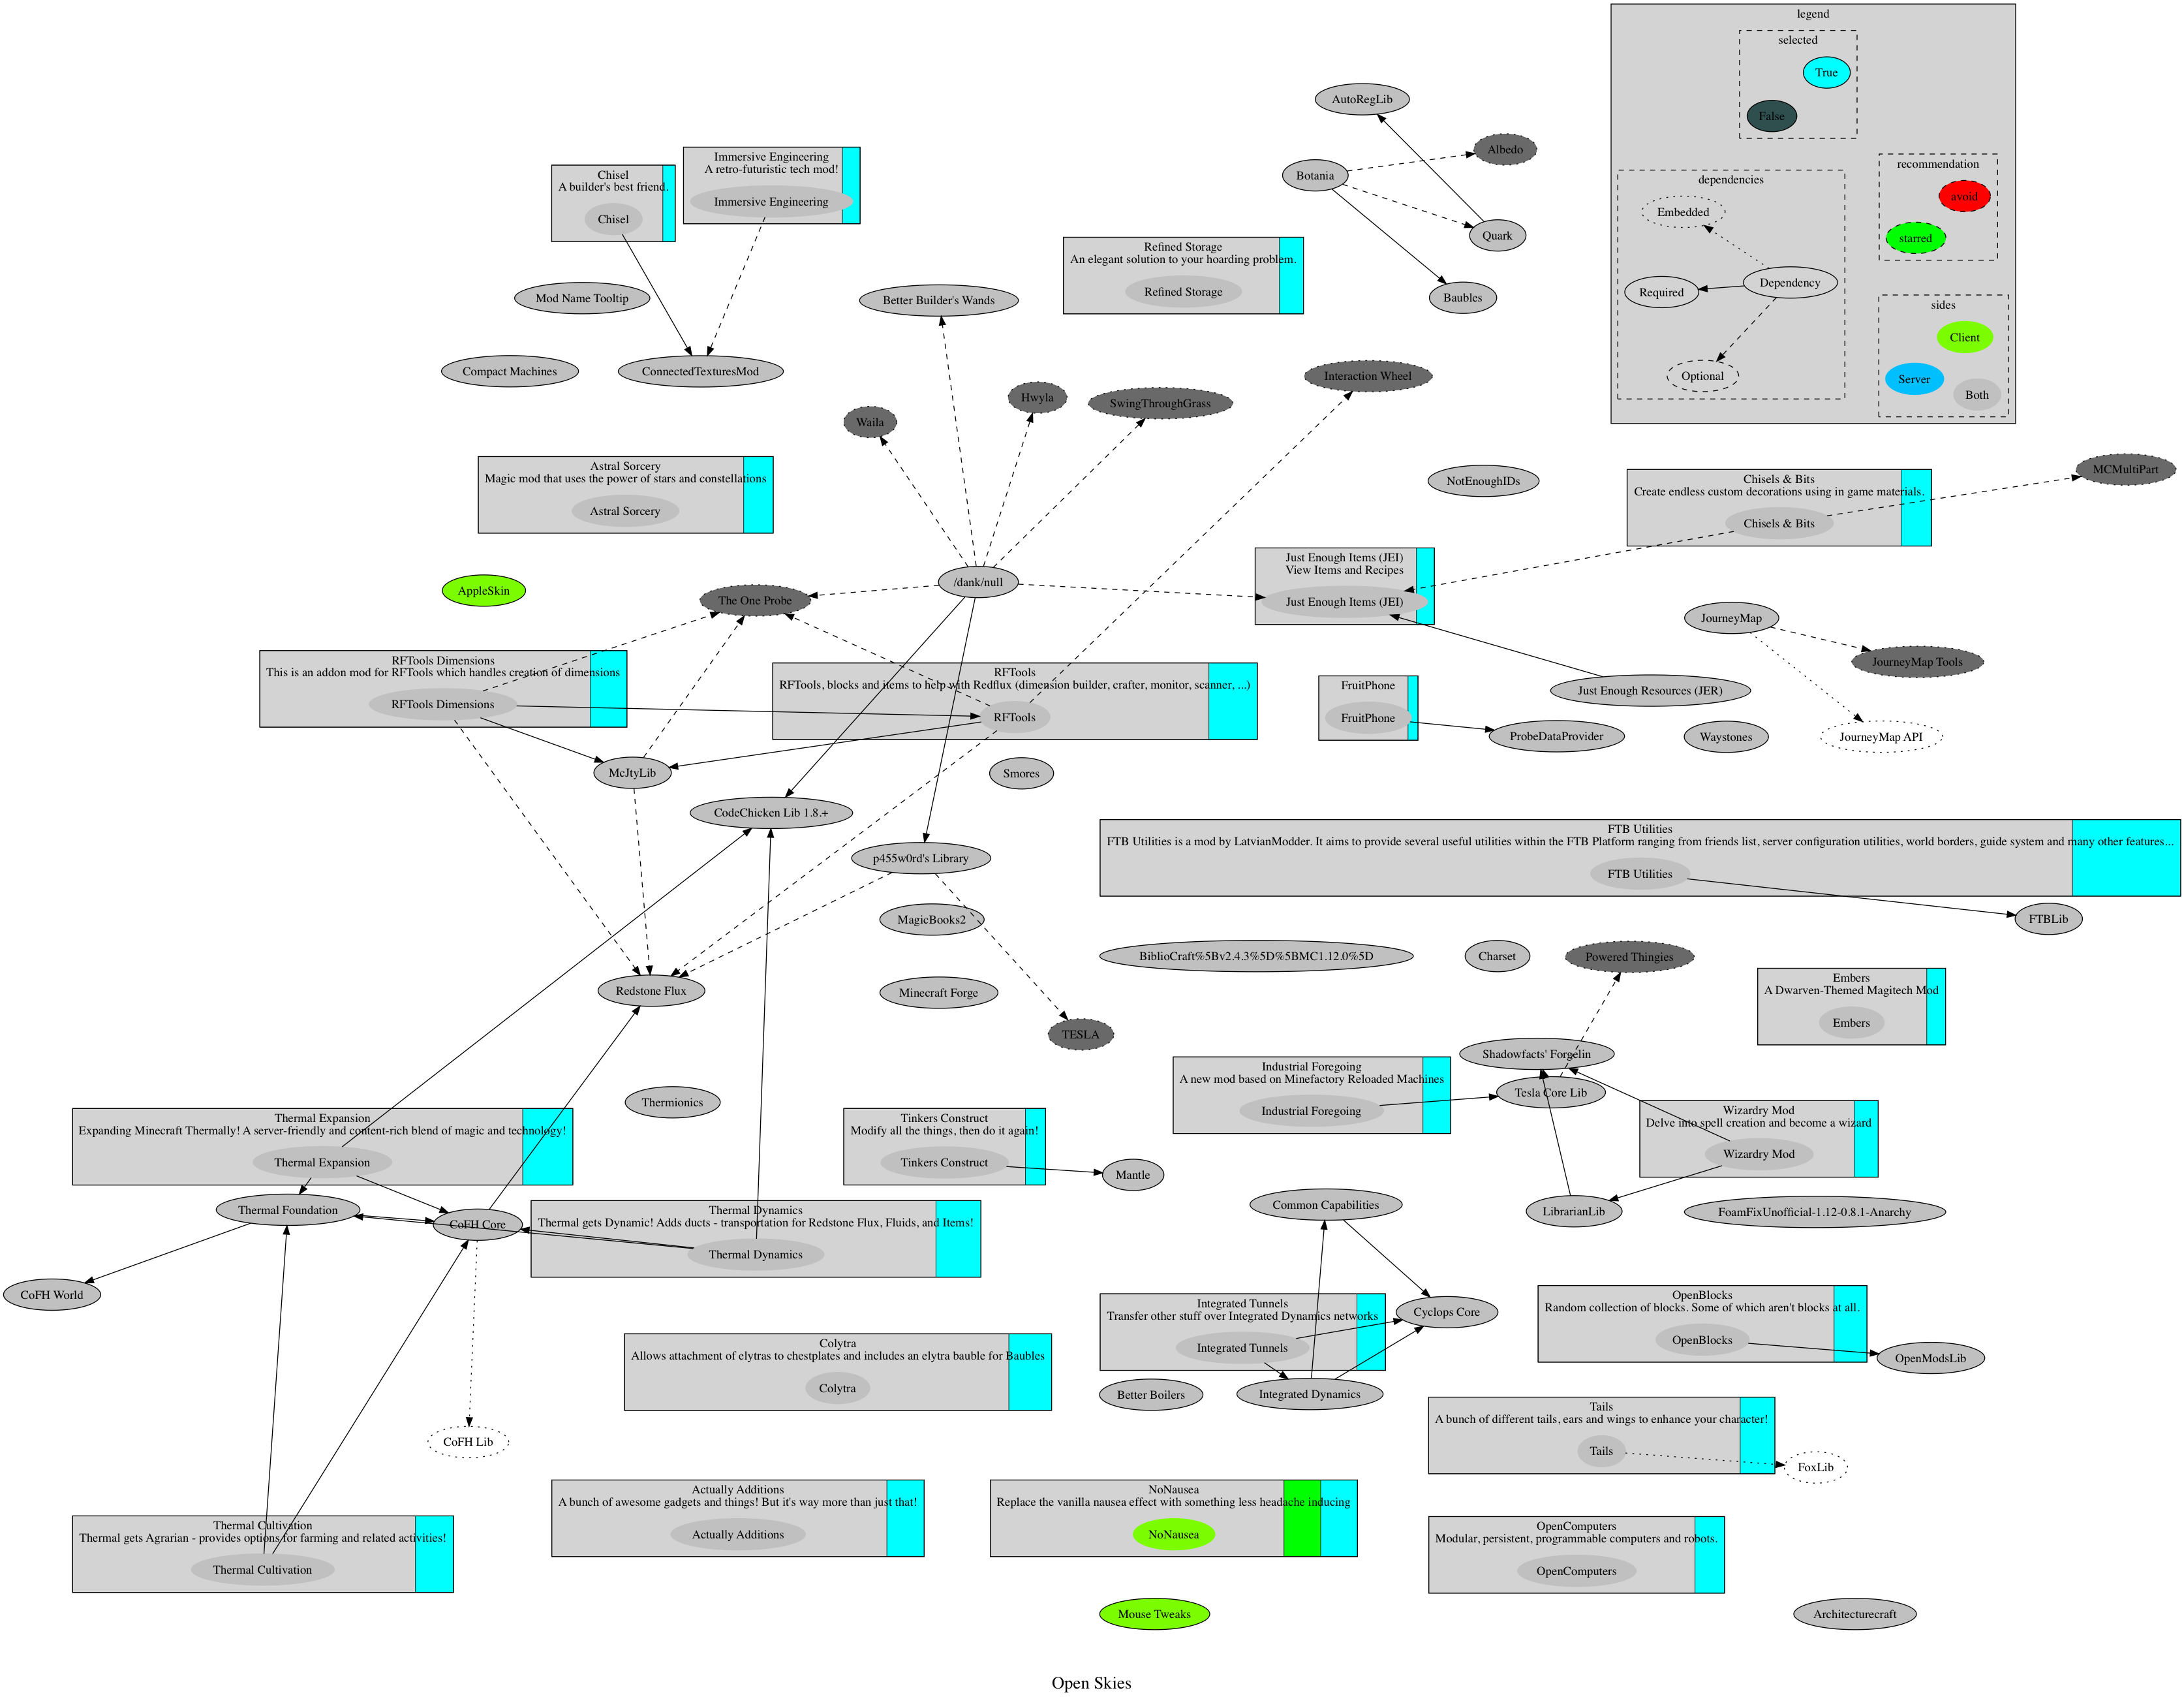 legend
selected
True
False
AutoRegLib
Albedo
Immersive Engineering
A retro-futuristic tech mod!
Immersive Engineering
Chisel
A builder's best friend.
Chisel
Botania
Quark
Baubles
recommendation
avoid
starred
dependencies
Embedded
Dependency
Required
Optional
sides
Client
Server
Both
Refined Storage
An elegant solution to your hoarding problem.
Refined Storage
Mod Name Tooltip
Better Builder's Wands
Compact Machines
ConnectedTexturesMod
Interaction Wheel
Hwyla
SwingThroughGrass
Waila
Astral Sorcery
Magic mod that uses the power of stars and constellations
Astral Sorcery
NotEnoughIDs
Chisels & Bits
Create endless custom decorations using in game materials.
Chisels & Bits
MCMultiPart
AppleSkin
The One Probe
/dank/null
Just Enough Items (JEI)
View Items and Recipes
Just Enough Items (JEI)
JourneyMap
JourneyMap Tools
JourneyMap API
RFTools Dimensions
This is an addon mod for RFTools which handles creation of dimensions
RFTools Dimensions
RFTools
RFTools, blocks and items to help with Redflux (dimension builder, crafter, monitor, scanner, ...)
RFTools
FruitPhone
FruitPhone
Just Enough Resources (JER)
ProbeDataProvider
Waystones
McJtyLib
Smores
CodeChicken Lib 1.8.+
p455w0rd's Library
FTB Utilities
FTB Utilities is a mod by LatvianModder. It aims to provide several useful utilities within the FTB Platform ranging from friends list, server configuration utilities, world borders, guide system and many other features...
FTB Utilities
FTBLib
MagicBooks2
BiblioCraft%5Bv2.4.3%5D%5BMC1.12.0%5D
Charset
Powered Thingies
Redstone Flux
Minecraft Forge
TESLA
Embers
A Dwarven-Themed Magitech Mod
Embers
Shadowfacts' Forgelin
Tesla Core Lib
Industrial Foregoing
A new mod based on Minefactory Reloaded Machines
Industrial Foregoing
Thermionics
Thermal Expansion
Expanding Minecraft Thermally! A server-friendly and content-rich blend of magic and technology!
Thermal Expansion
Tinkers Construct
Modify all the things, then do it again!
Tinkers Construct
Mantle
Wizardry Mod
Delve into spell creation and become a wizard
Wizardry Mod
LibrarianLib
FoamFixUnofficial-1.12-0.8.1-Anarchy
Thermal Foundation
CoFH Core
Thermal Dynamics
Thermal gets Dynamic! Adds ducts - transportation for Redstone Flux, Fluids, and Items!
Thermal Dynamics
Common Capabilities
CoFH World
Integrated Tunnels
Transfer other stuff over Integrated Dynamics networks
Integrated Tunnels
Cyclops Core
OpenBlocks
Random collection of blocks. Some of which aren't blocks at all.
OpenBlocks
OpenModsLib
Colytra
Allows attachment of elytras to chestplates and includes an elytra bauble for Baubles
Colytra
Better Boilers
Integrated Dynamics
CoFH Lib
Tails
A bunch of different tails, ears and wings to enhance your character!
Tails
FoxLib
Actually Additions
A bunch of awesome gadgets and things! But it's way more than just that!
Actually Additions
NoNausea
Replace the vanilla nausea effect with something less headache inducing
NoNausea
Thermal Cultivation
Thermal gets Agrarian - provides options for farming and related activities!
Thermal Cultivation
OpenComputers
Modular, persistent, programmable computers and robots.
OpenComputers
Mouse Tweaks
Architecturecraft
Open Skies